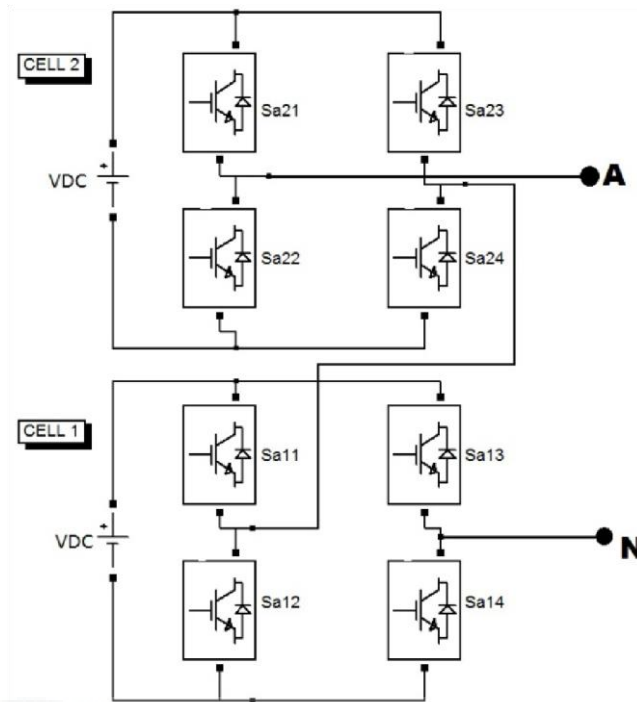 CELL 2
Sa21
Sa23
+
VDC
A
Sa22
Sa24
CELL 1
Sa11
Sa13
+
VDC
N
Sa12
Sa14